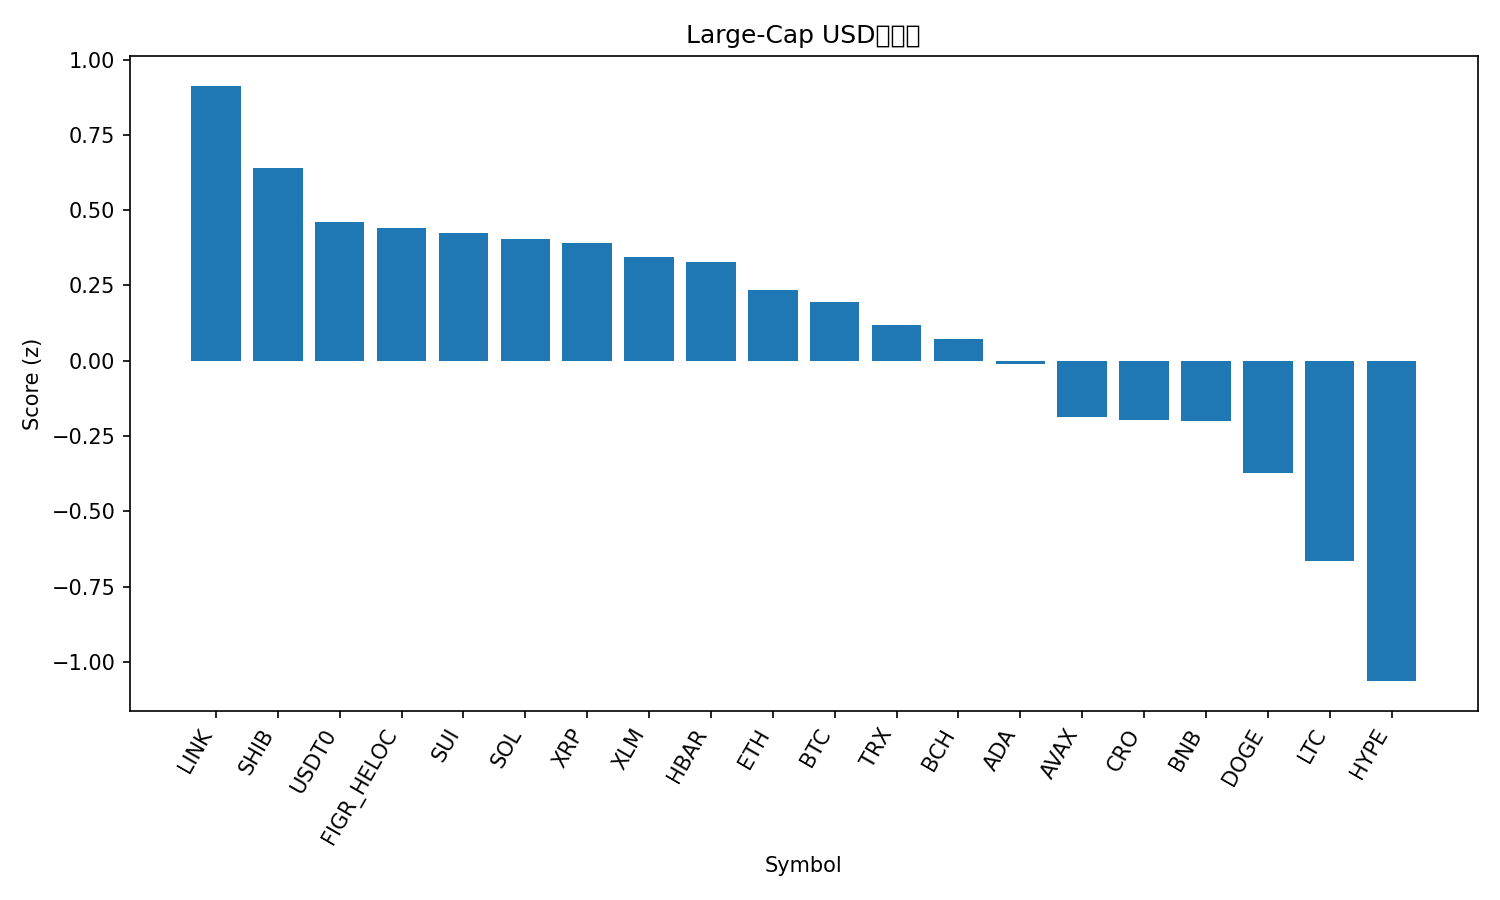 Large-Cap USD
1.00
0.75
0.50
0.25
0.00
−0.25
−0.50
−0.75
−1.00
Score (z)
LINK
SHIB
USDT0
FIGR_HELOC
SUI
SOL
XRP
XLM
HBAR
ETH
BTC
TRX
BCH
ADA
AVAX
CRO
BNB
DOGE
LTC
HYPE
Symbol